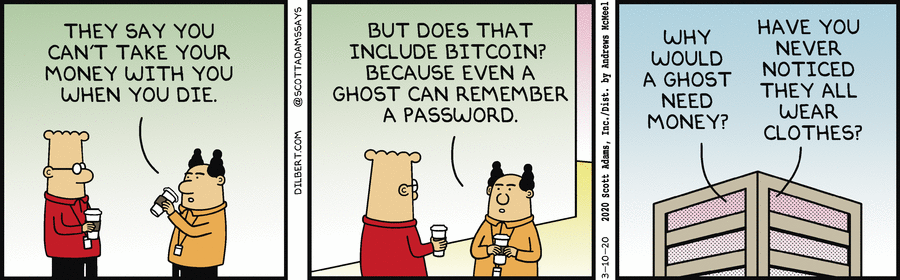 THEY SAY YOU
CAN'T TAKE YOUR
MONEY WITH YOU
WHEN YOU DIE.
DILBERT.COM @SCOTTADAMSSAYS
BUT DOES THAT
INCLUDE BITCOIN?
BECAUSE EVEN A
GHOST CAN REMEMBER
A PASSWORD.
3-10-20 2020 Scott Adams, Inc./Dist. by Andrews McMeel
WHY
WOULD
A GHOST
NEED
MONEY?
HAVE YOU
NEVER
NOTICED
THEY ALL
WEAR
CLOTHES?